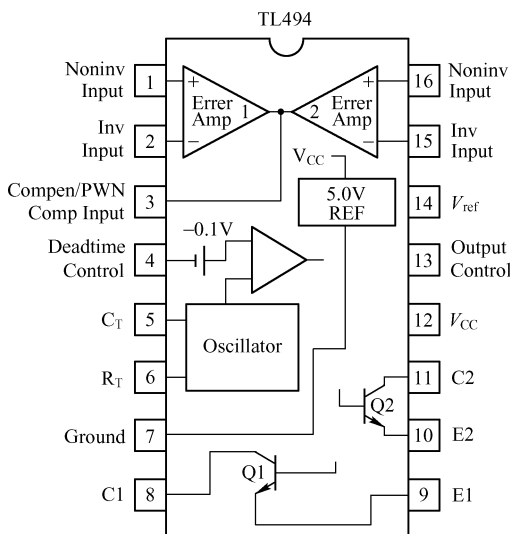 TL494
Noninv
Input
1
+
Errer
Amp
1
2
+
Errer
Amp
16
Noninv
Input
Inv
Input
2
−
−
15
Inv
Input
Compen/PWN
Comp Input
3
VCC
5.0V
REF
14
Vref
Deadtime
Control
4
−0.1V
13
Output
Control
CT
5
Oscillator
12
VCC
RT
6
11
C2
Q2
Ground
7
10
E2
C1
8
Q1
9
E1